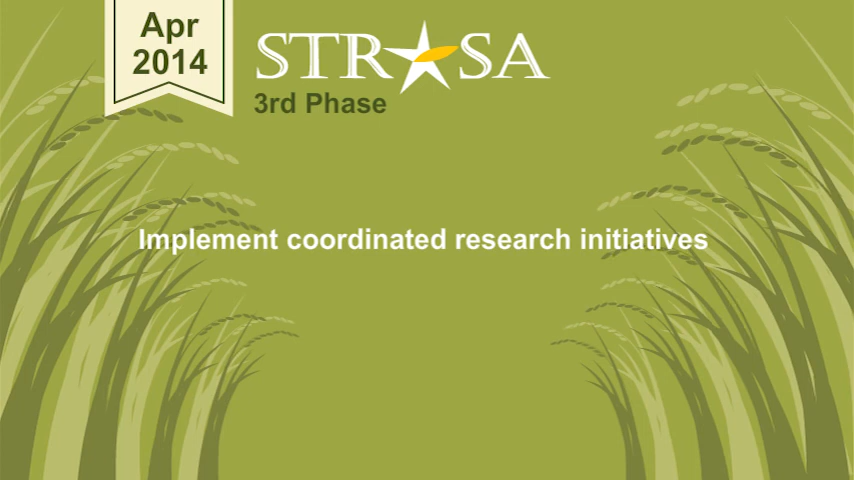 Apr
2014
STRASA
3rd Phase
Implement coordinated research initiatives